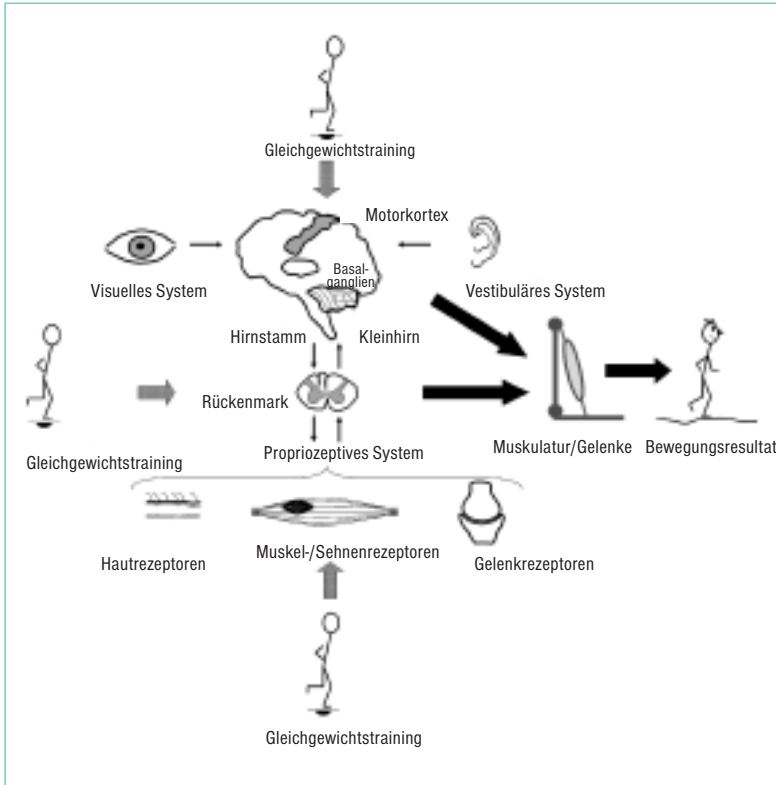 Gleichgewichtstraining
Motorkortex
Basal-
ganglien
Visuelles System
Vestibuläres System
Hirnstamm
Kleinhirn
Rückenmark
Gleichgewichtstraining
Propriozeptives System
Muskulatur/Gelenke
Bewegungsresultat
Hautrezeptoren
Muskel-/Sehnenrezeptoren
Gelenkrezeptoren
Gleichgewichtstraining